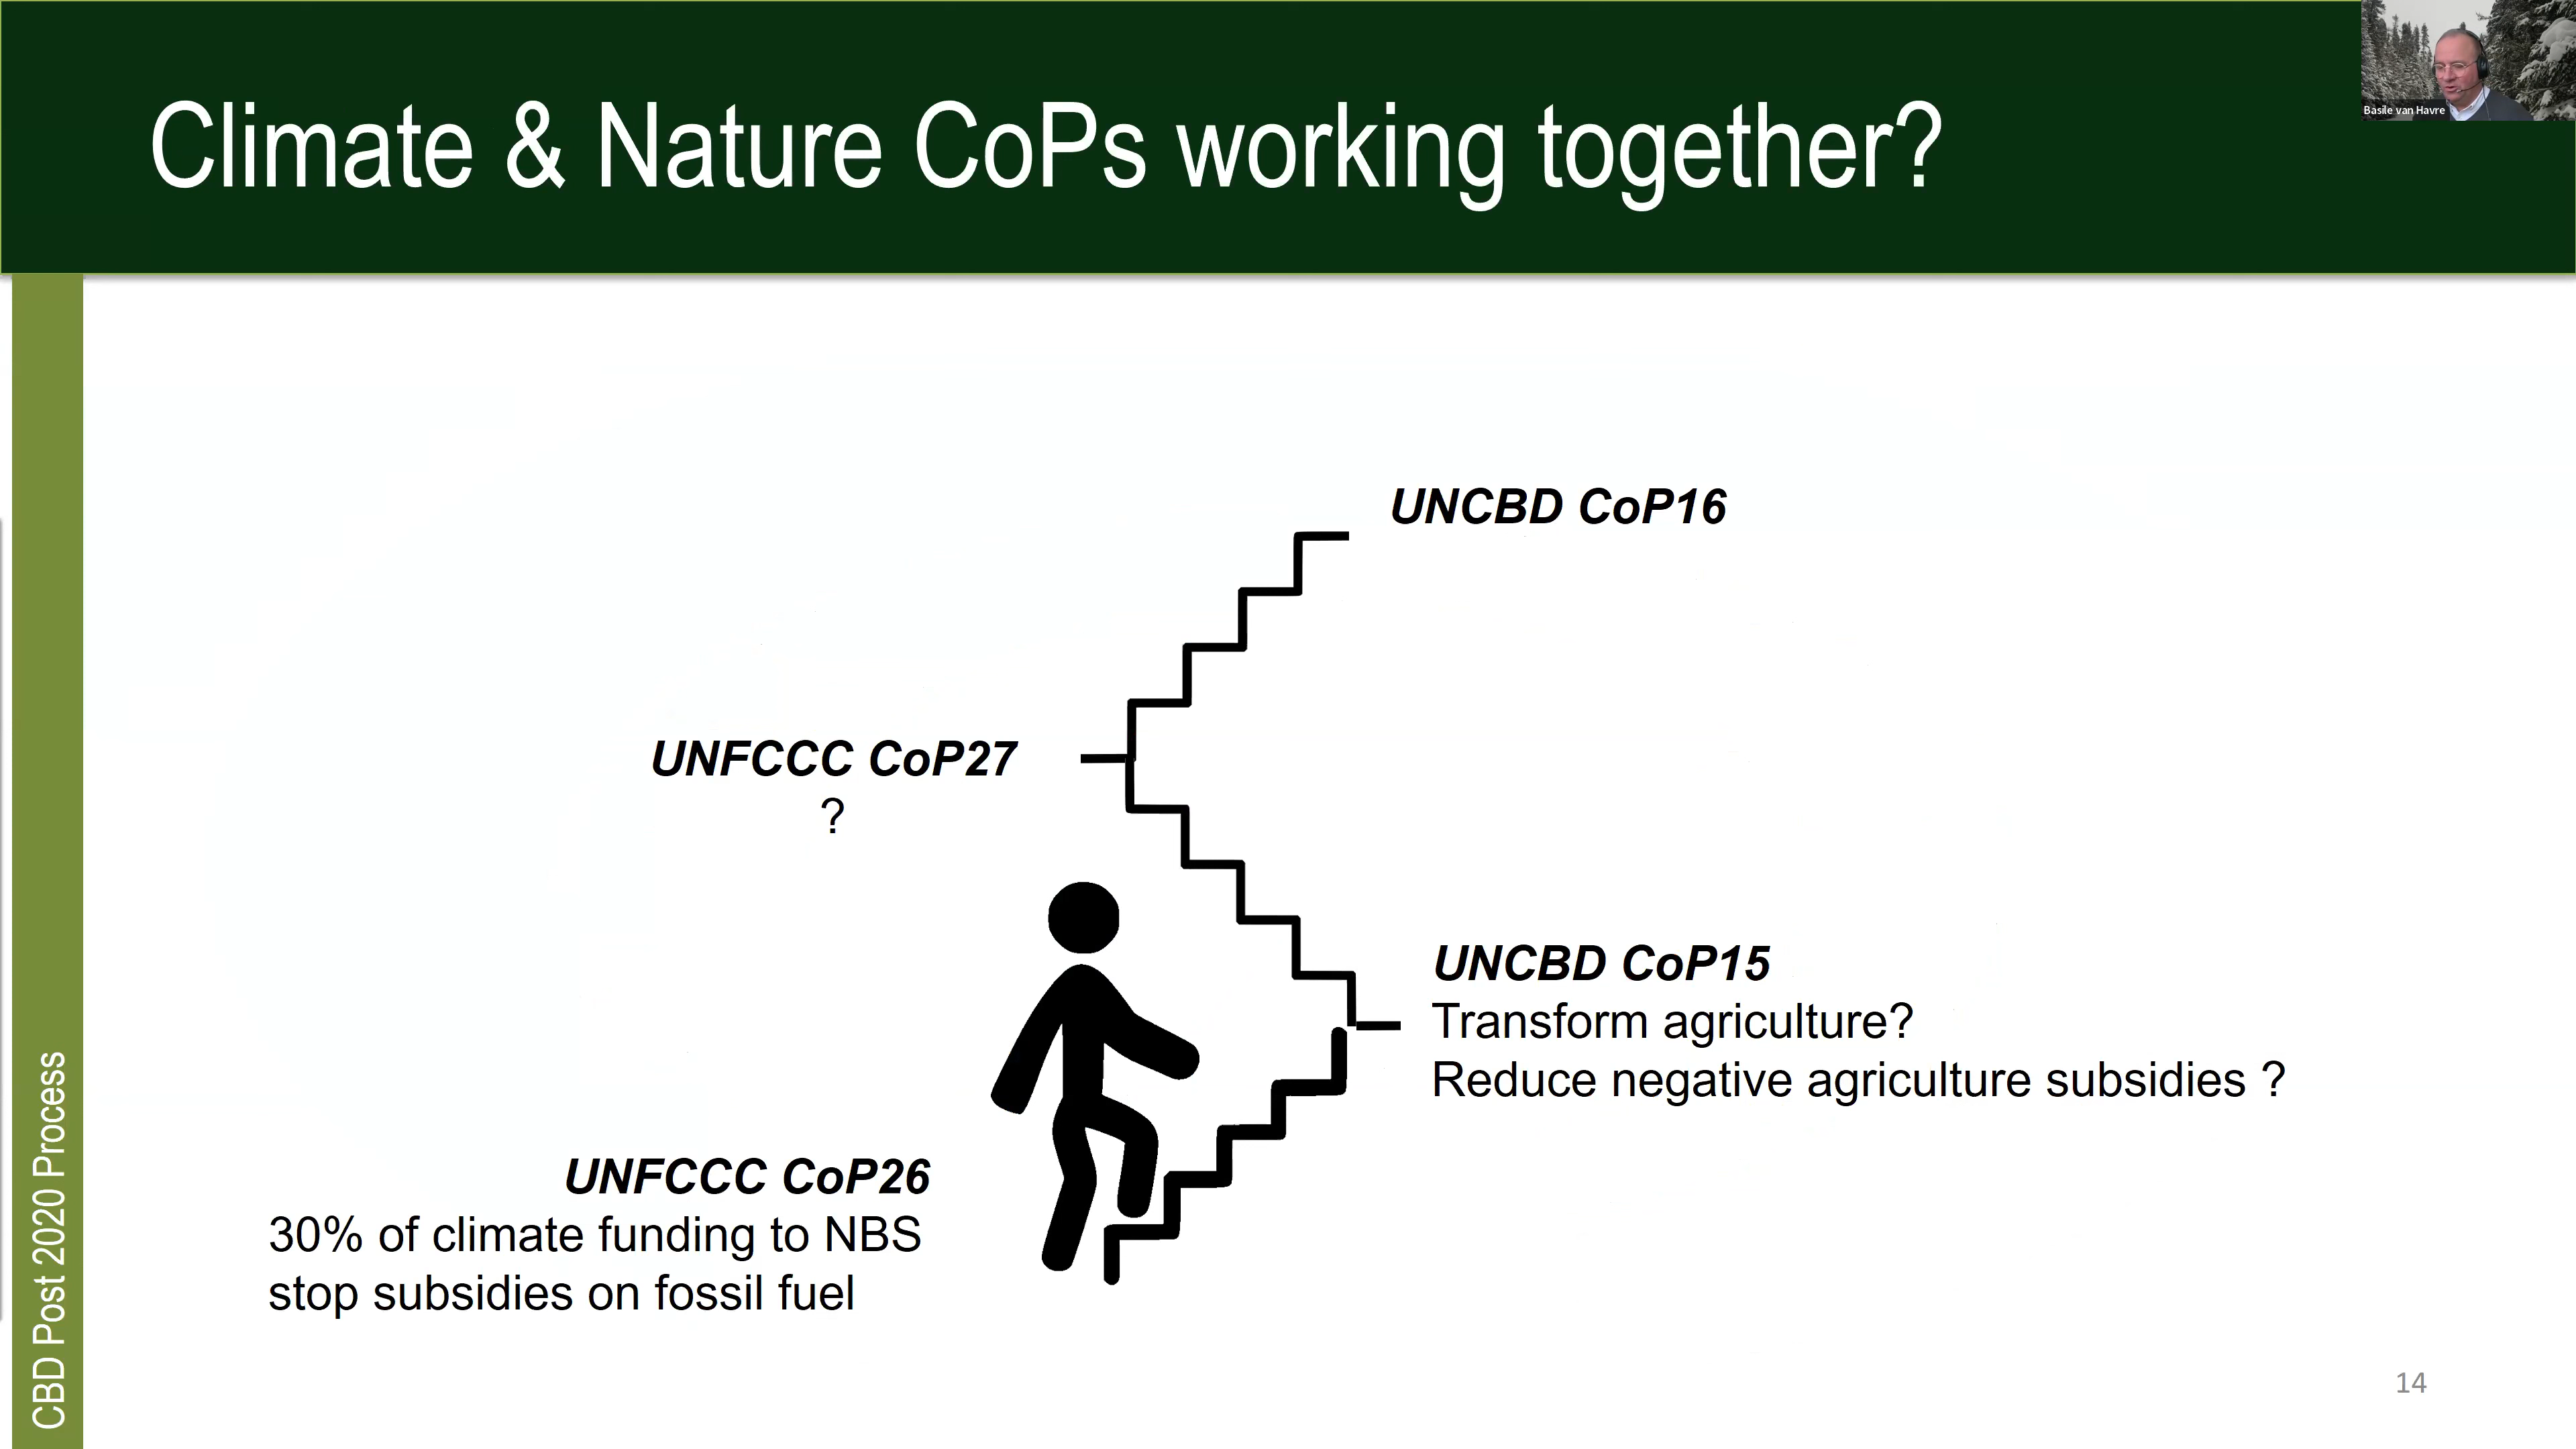 Climate & Nature CoPs working together?
Basile van Havre
UNCBD CoP16
UNFCCC CoP27
?
UNCBD CoP15
Transform agriculture?
Reduce negative agriculture subsidies ?
UNFCCC CoP26
30% of climate funding to NBS
stop subsidies on fossil fuel
CBD Post 2020 Process
14